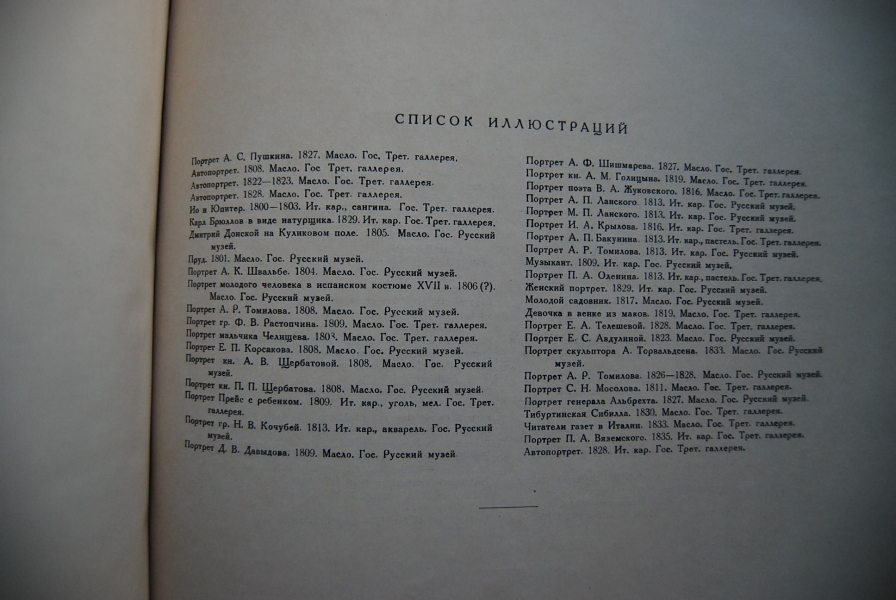 СПИСОК ИЛЛЮСТРАЦИЙ
Портрет А. С. Пушкина. 1827. Масло. Гос. Трет. галлерея.
Автопортрет. 1808. Масло. Гос Трет. галлерея.
Автопортрет. 1822—1823. Масло. Гос. Трет. галлерея.
Автопортрет. 1828. Масло. Гос. Трет. галлерея.
Ио и Юпитер. 1800—1803. Ит. кар., сангина. Гос. Трет. галлерея.
Карл Брюллов в виде натурщика. 1829. Ит. кар. Гос. Трет. галлерея.
Дмитрий Донской на Куликовом поле. 1805. Масло. Гос. Русский
музей.
Пруд. 1801. Масло. Гос. Русский музей.
Портрет А. К. Швальбе. 1804. Масло. Гос. Русский музей.
Портрет молодого человека в испанском костюме XVII в. 1806 (?).
Масло. Гос. Русский музей.
Портрет А. Р. Томилова. 1808. Масло. Гос. Русский музей.
Портрет гр. Ф. В. Растопчина. 1809. Масло. Гос. Трет. галлерея.
Портрет мальчика Челищева. Масло. Гос. Трет. галлерея.
Портрет Е. П. Корсакова. 1808. Масло. Гос. Русский музей.
Портрет кн. А. В. Щербатовой. 1808. Масло. Гос. Русский
музей.
Портрет кн. П. П. Щербатова. 1808. Масло, Гос. Русский музей.
Портрет Прейс с ребенком. 1809. Ит. кар., уголь, мел. Гос. Трет.
галлерея.
Портрет гр. Н. В. Кочубей. 1813. Ит. кар., акварель. Гос. Русский
музей.
Портрет Д. В. Давыдова. 1809. Масло. Гос. Русский музей
Портрет А. Ф. Шишмарева. 1827. Масло. Гос. Трет. галлерея.
Портрет кн. А. М. Голицына. 1819. Масло. Гос. Трет. галлерея.
Портрет поэта В. А. Жуковского. 1816. Масло. Гос. Трет. галлерея.
Портрет А. П. Ланского. 1813. Ит. кар. Гос. Русский музей.
Портрет М. П. Ланского. 1813. Ит. кар. Гос. Русский музей.
Портрет И. А. Крылова. 1816. Ит. кар. Гос. Трет. галлерея.
Портрет А. П. Бакунина. 1813. Ит. кар., пастель. Гос. Трет. галлерея.
Портрет А. Р. Томилова. 1813. Ит. кар. Гос. Русский музей.
Музыкант. 1809. Ит. кар. Гос. Русский музей.
Портрет П. А. Оленина. 1813. Ит. кар., пастель. Гос. Трет. галлерея.
Женский портрет. 1829. Ит. кар. Гос. Русский музей.
Молодой садовник. 1817. Масло. Гос. Русский музей.
Девочка в венке из маков. 1819. Масло. Гос. Трет. галлерея.
Портрет Е. А. Телешевой. 1828. Масло. Гос. Трет. галлерея.
Портрет Е. С. Авдулиной. 1823. Масло. Гос. Русский музей.
Портрет скульптора А. Торвальдсена. 1833. Масло. Гос. Русский
музей.
Портрет А. Р. Томилова. 1826—1828. Масло. Гос. Русский музей.
Портрет С. Н. Мосолова. 1811. Масло. Гос. Трет. галлерея.
Портрет генерала Альбрехта. 1827. Масло. Гос. Русский музей.
Тибуртинская Сибилла. 1830. Масло. Гос. Трет. галлерея.
Читатели газет в Италии. 1833. Масло. Гос. Трет. галлерея.
Портрет П. А. Вяземского. 1835. Ит. кар. Гос. Трет. галлерея.
Автопортрет. 1828. Ит. кар. Гос. Трет. галлерея.